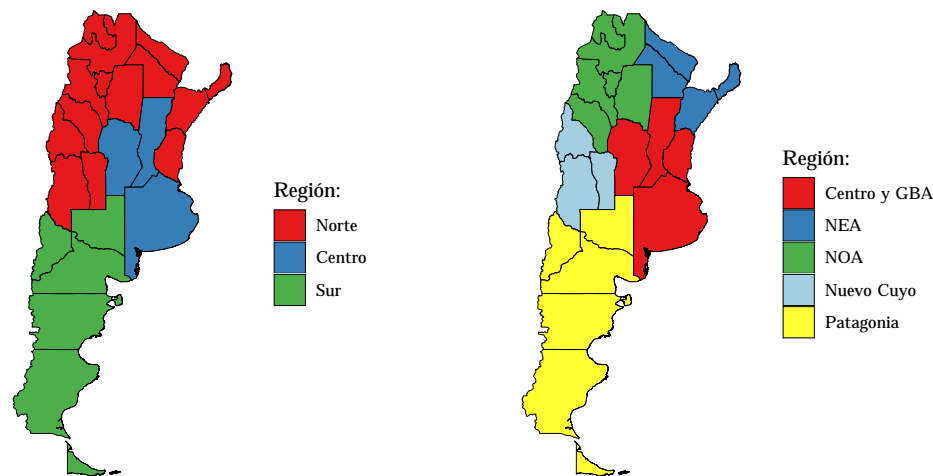 Región:
Norte
Centro
Sur
Región:
Centro y GBA
NEA
NOA
Nuevo Cuyo
Patagonia